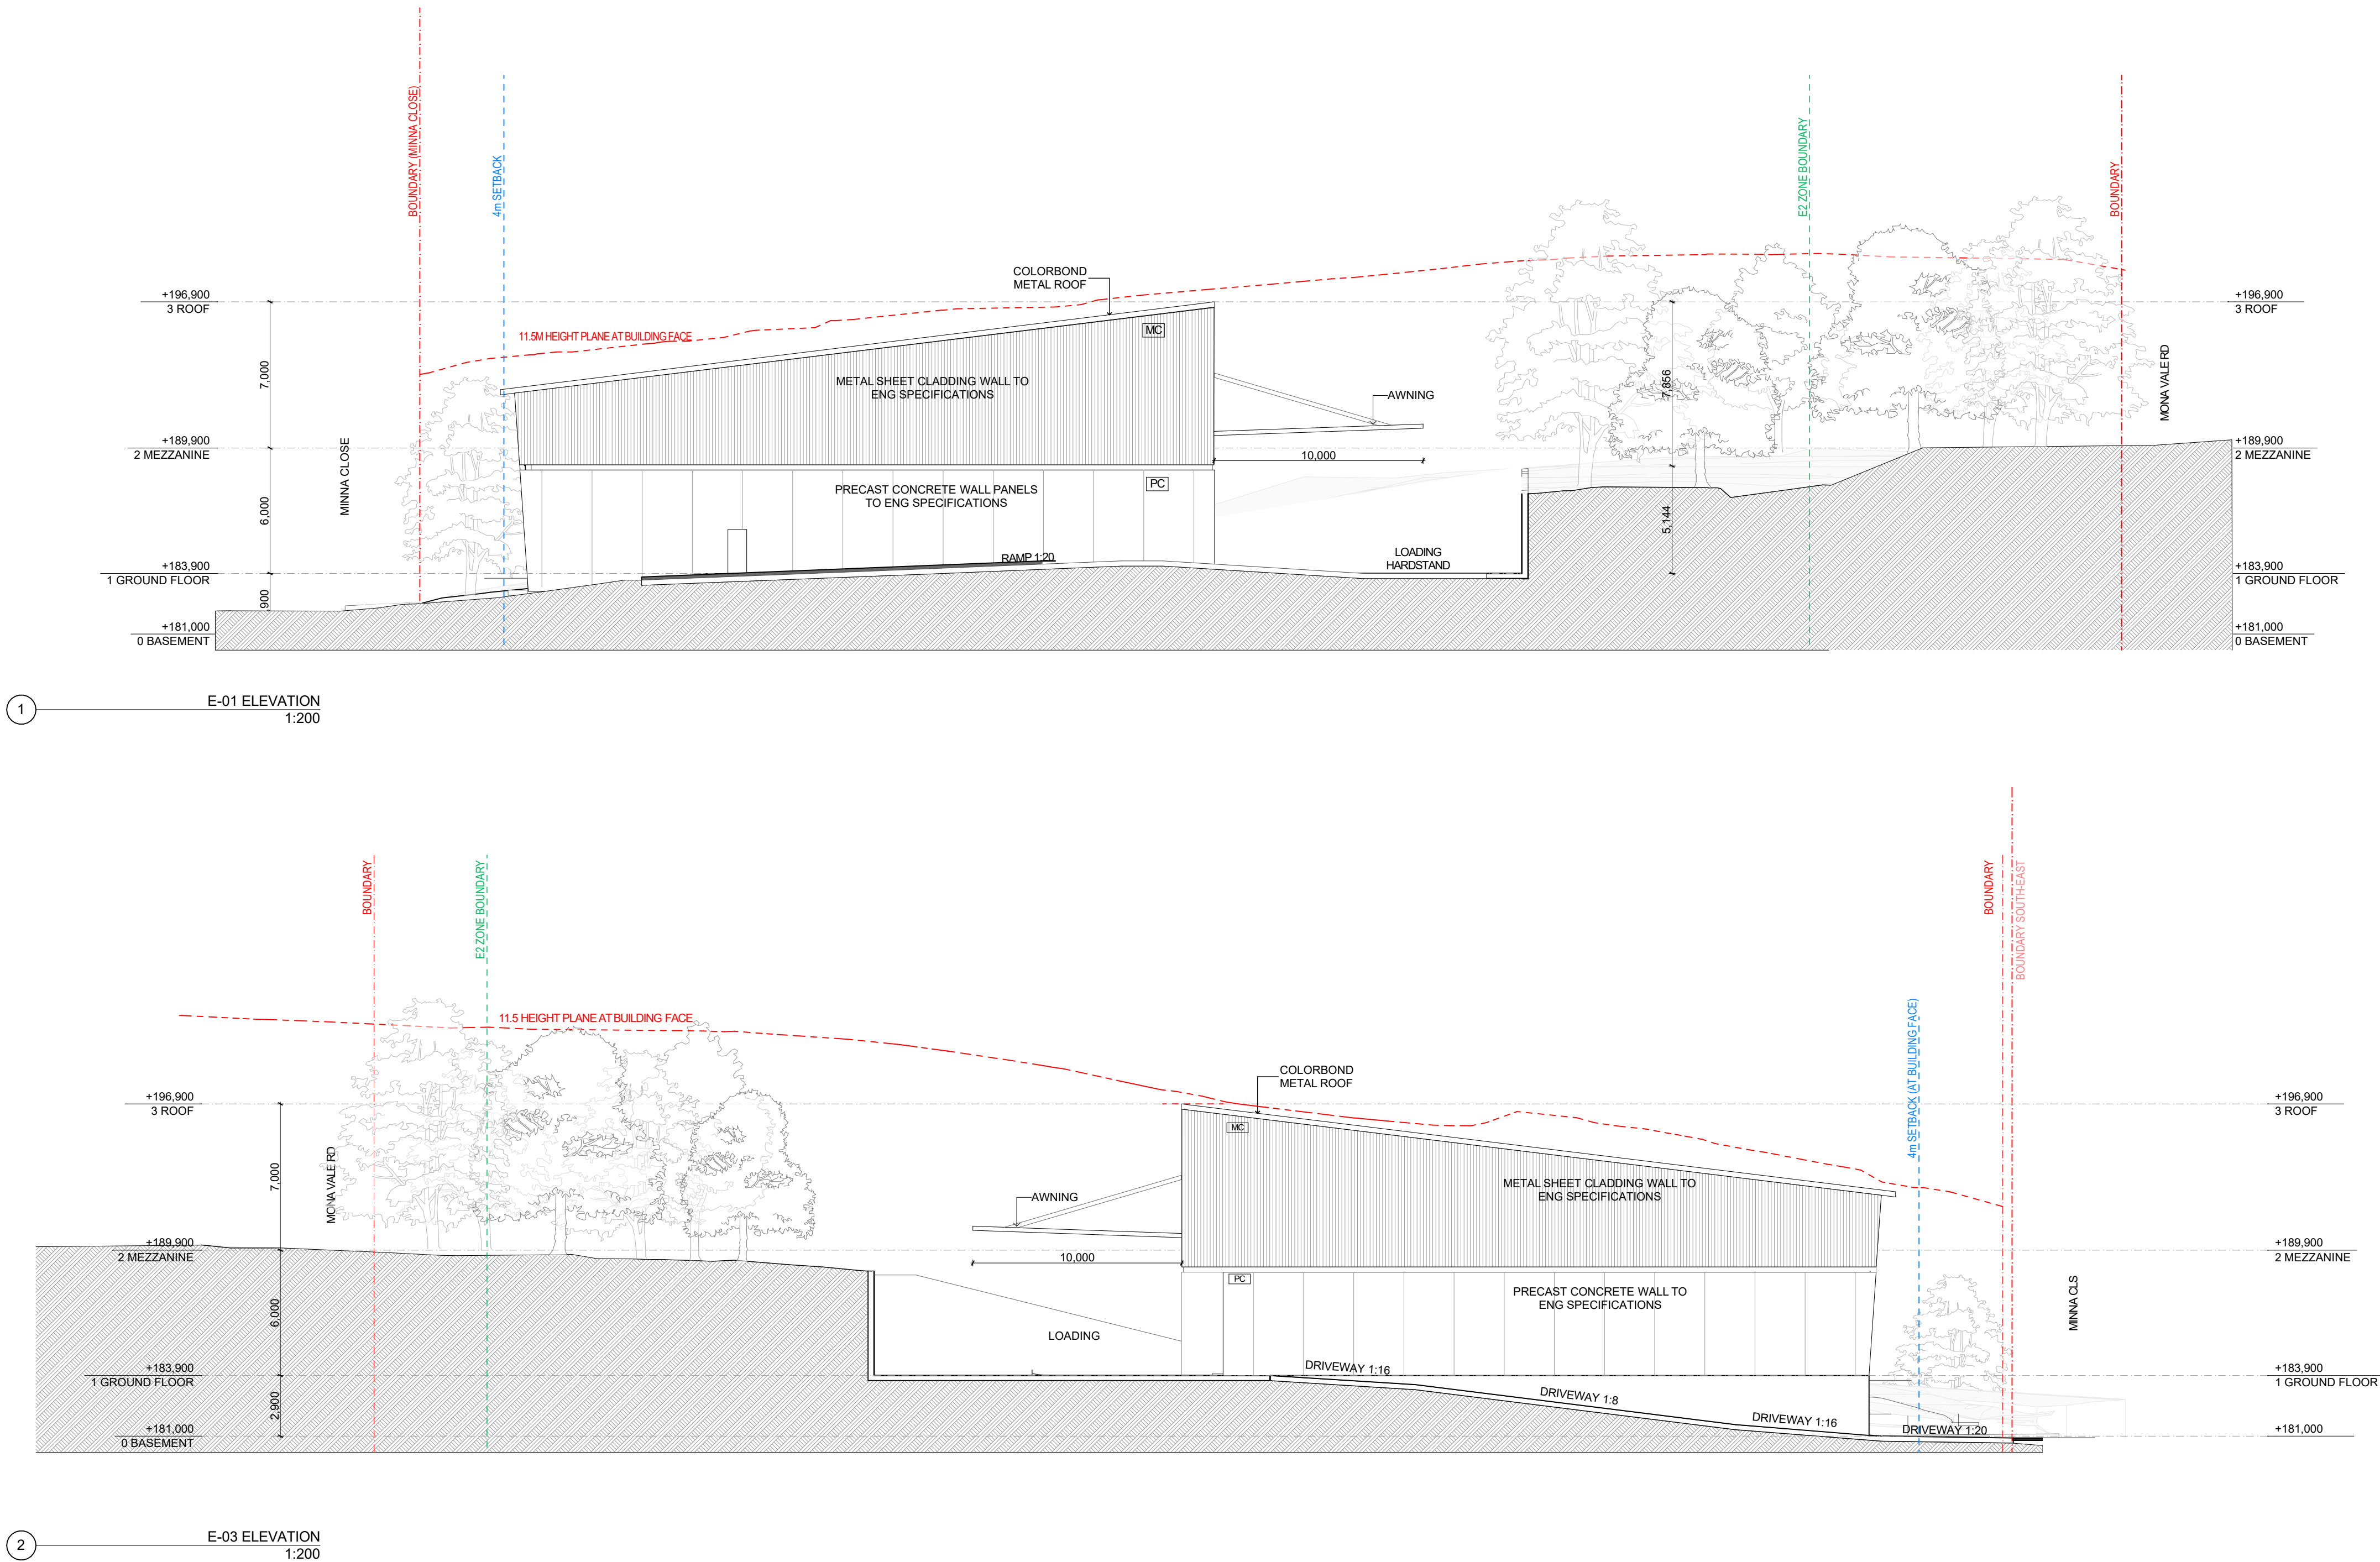 BOUNDARY (MINNA CLOSE)
4m SETBACK
E2 ZONE BOUNDARY
BOUNDARY
COLORBOND
METAL ROOF
+196,900
3 ROOF
+196,900
3 ROOF
11.5M HEIGHT PLANE AT BUILDING FACE
MC
7,000
METAL SHEET CLADDING WALL TO
ENG SPECIFICATIONS
AWNING
7,856
MONA VALE RD
+189,900
2 MEZZANINE
+189,900
2 MEZZANINE
MINNA CLOSE
10,000
PRECAST CONCRETE WALL PANELS
TO ENG SPECIFICATIONS
PC
6,000
5,144
RAMP 1:20
LOADING
HARDSTAND
+183,900
1 GROUND FLOOR
+183,900
1 GROUND FLOOR
900
+181,000
0 BASEMENT
+181,000
0 BASEMENT
1
E-01 ELEVATION
1:200
BOUNDARY
E2 ZONE BOUNDARY
BOUNDARY
BOUNDARY SOUTH-EAST
4m SETBACK (AT BUILDING FACE)
11.5 HEIGHT PLANE AT BUILDING FACE
COLORBOND
METAL ROOF
+196,900
3 ROOF
+196,900
3 ROOF
MC
7,000
MONA VALE RD
AWNING
METAL SHEET CLADDING WALL TO
ENG SPECIFICATIONS
+189,900
2 MEZZANINE
+189,900
2 MEZZANINE
10,000
PC
PRECAST CONCRETE WALL TO
ENG SPECIFICATIONS
MINNA CLS
6,000
LOADING
+183,900
1 GROUND FLOOR
DRIVEWAY 1:16
+183,900
1 GROUND FLOOR
2,900
DRIVEWAY 1:8
DRIVEWAY 1:16
DRIVEWAY 1:20
+181,000
0 BASEMENT
+181,000
2
E-03 ELEVATION
1:200